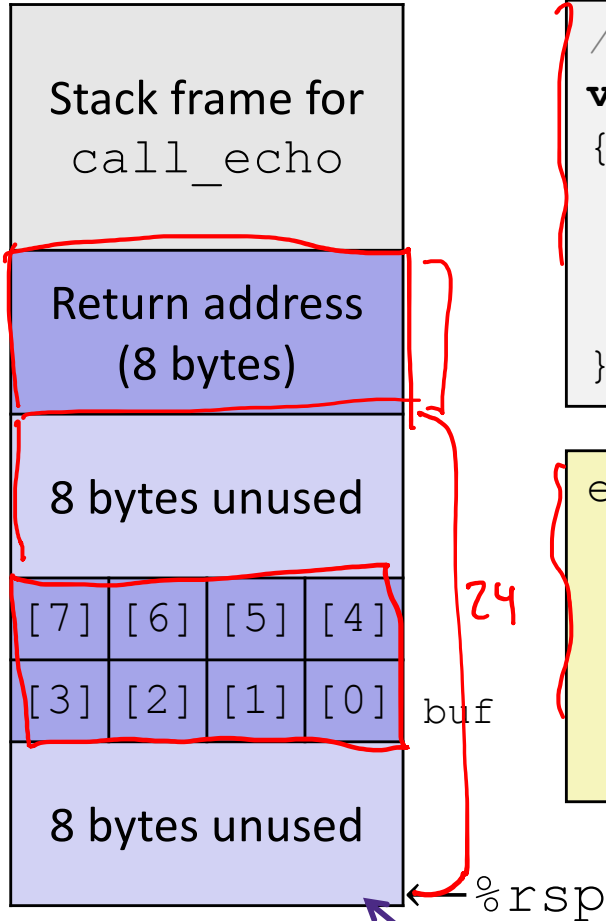 Stack frame for
call_echo
Return address
(8 bytes)
8 bytes unused
[7] [6] [5] [4]
[3] [2] [1] [0]
buf
8 bytes unused
%rsp
24
/
v
{
}
e